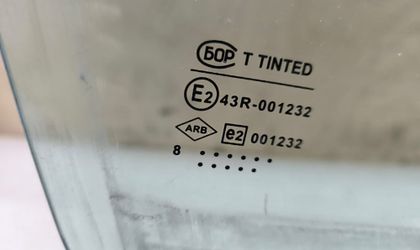 БОР T TINTED
E2 43R-001232
ARB e2 001232
8